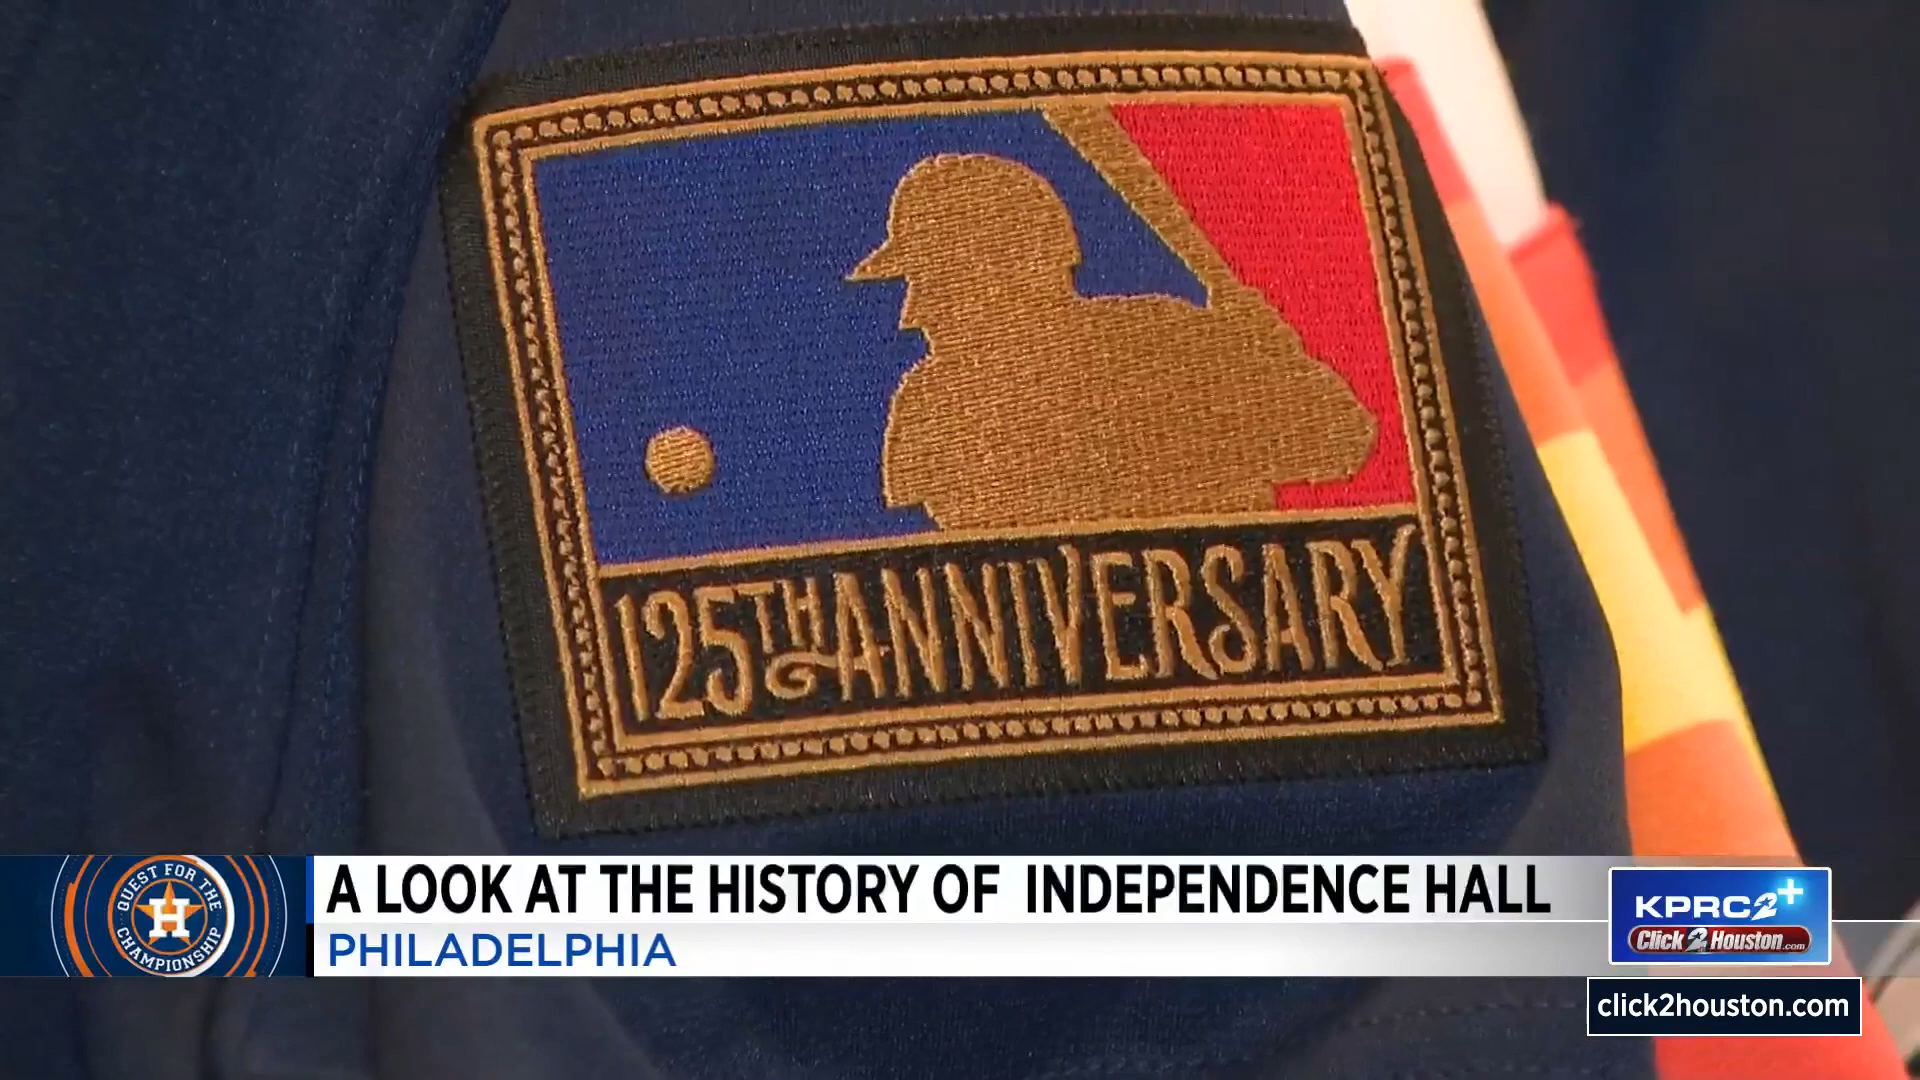 125TH ANNIVERSARY
QUEST FOR THE
H
CHAMPIONSHIP
A LOOK AT THE HISTORY OF INDEPENDENCE HALL
PHILADELPHIA
KPRC2+
Click2Houston.com
click2houston.com